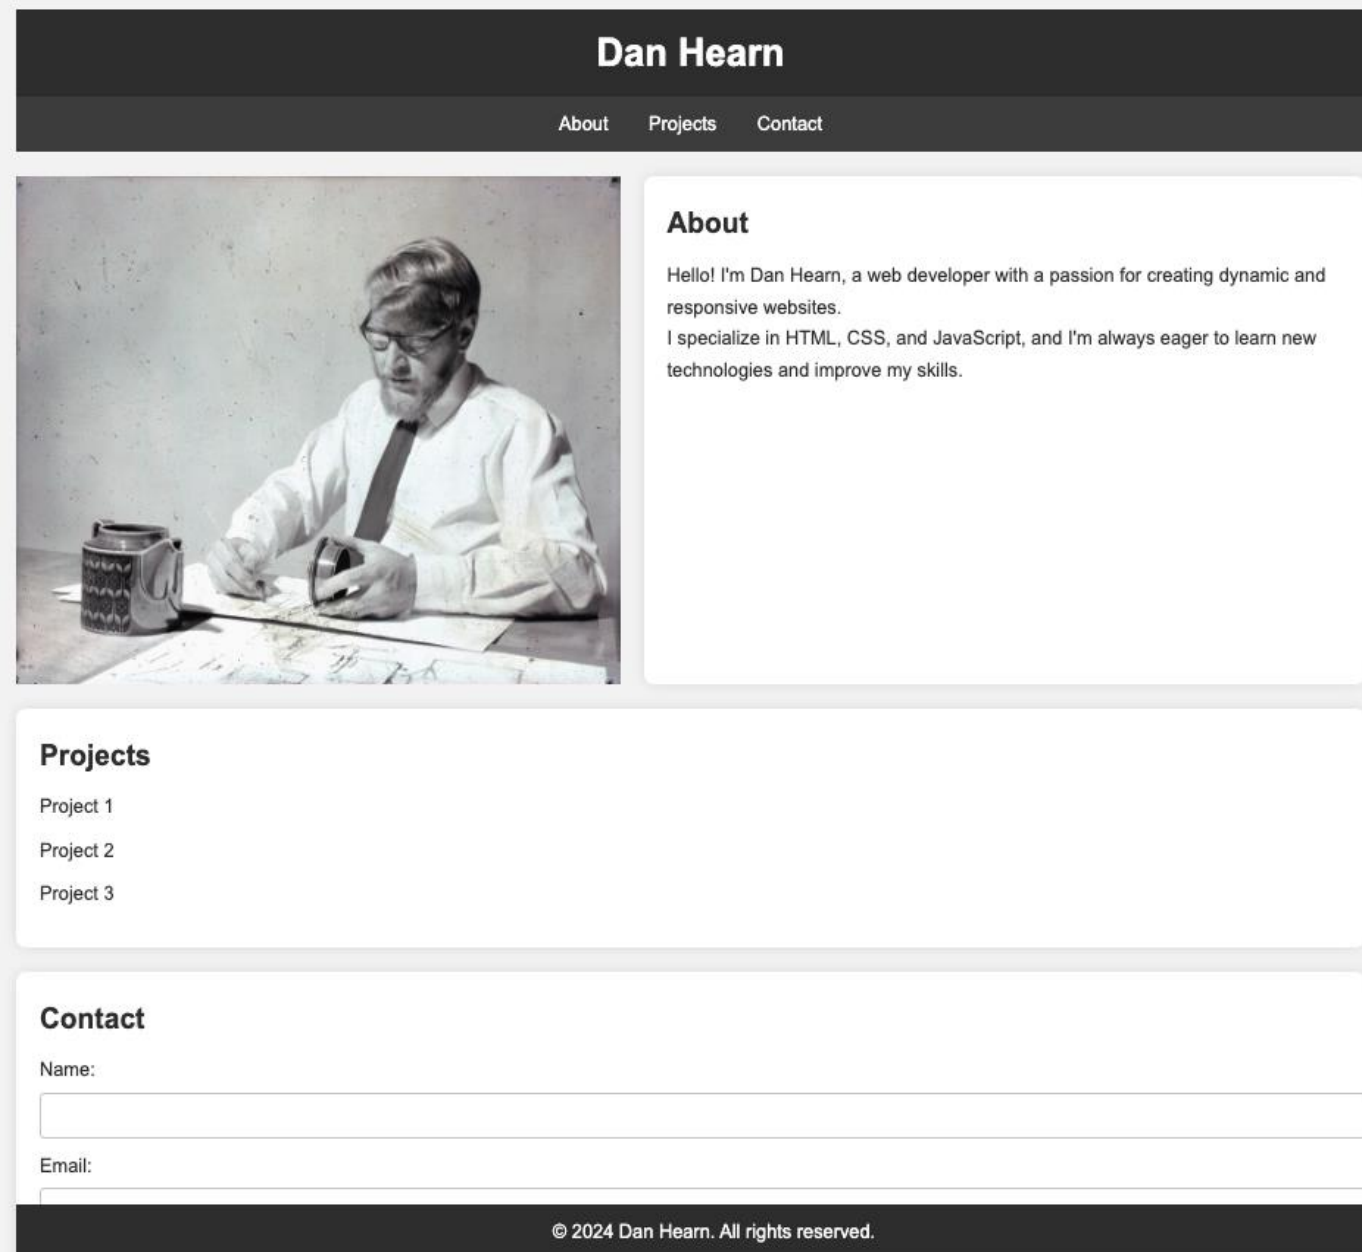 Dan Hearn
About Projects Contact
About
Hello! I'm Dan Hearn, a web developer with a passion for creating dynamic and
responsive websites.
I specialize in HTML, CSS, and JavaScript, and I'm always eager to learn new
technologies and improve my skills.
Projects
Project 1
Project 2
Project 3
Contact
Name:
Email:
© 2024 Dan Hearn. All rights reserved.